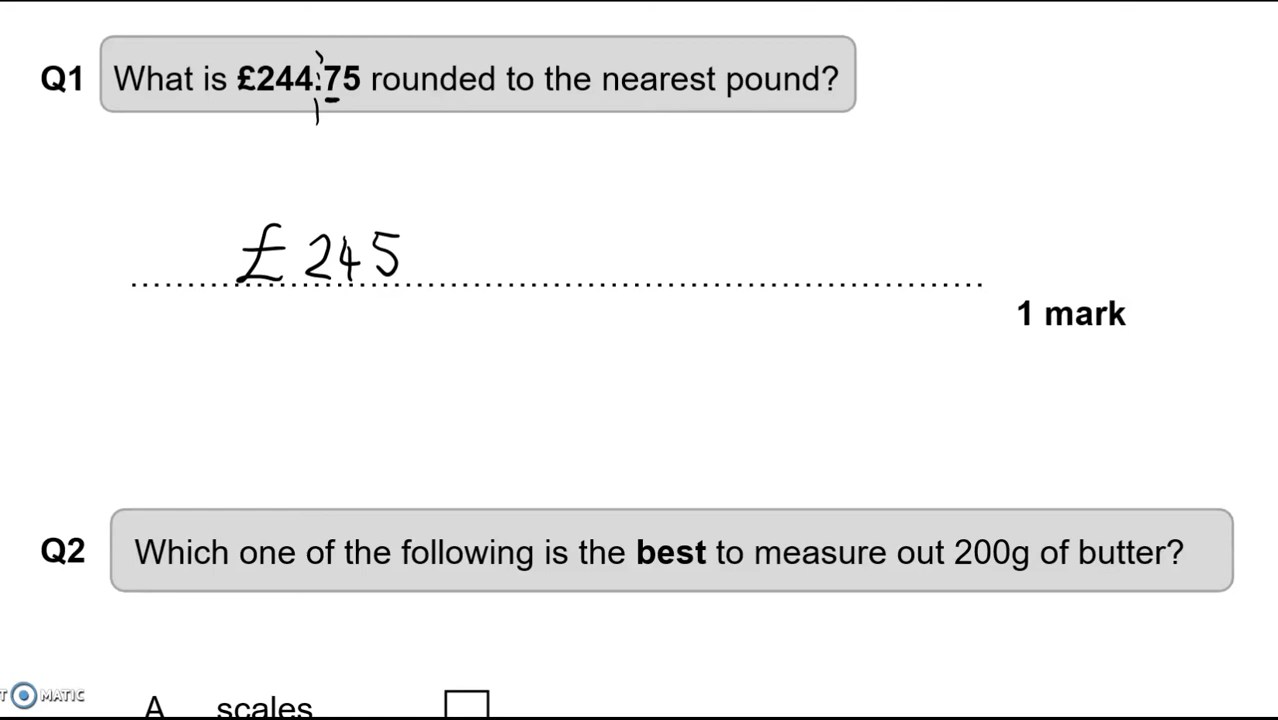 Q1 What is £244.75 rounded to the nearest pound?
£245
1 mark
Q2 Which one of the following is the best to measure out 200g of butter?
MATIC
A scales